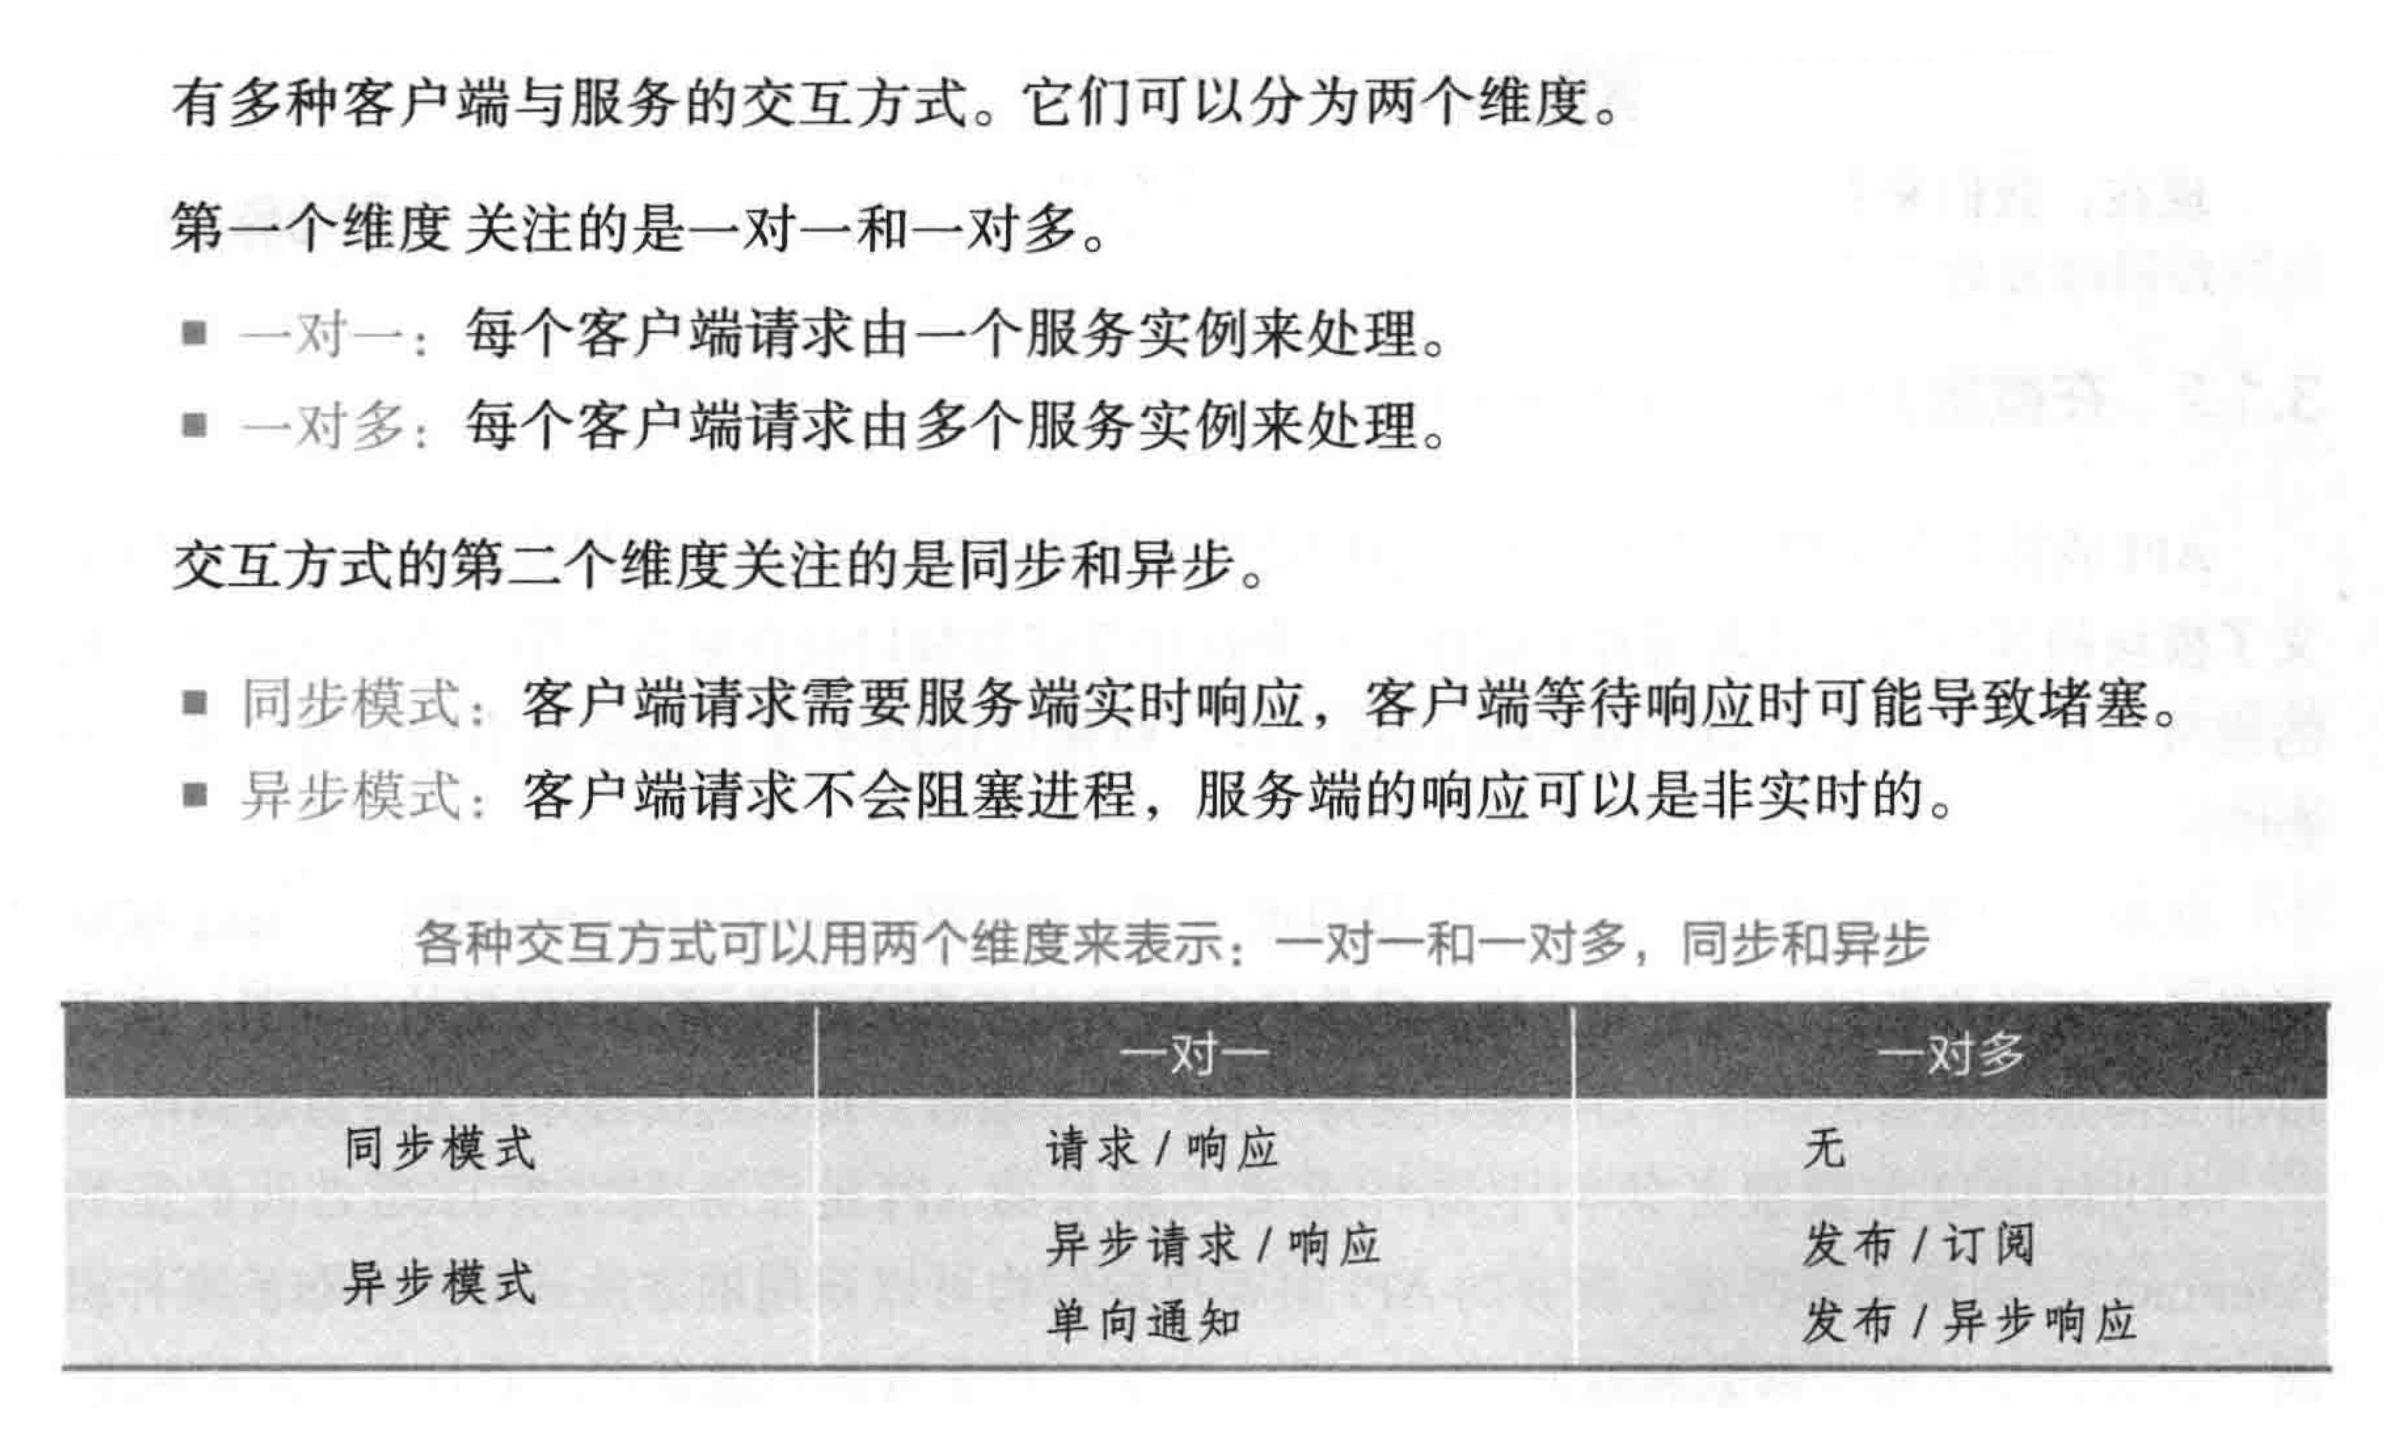 有多种客户端与服务的交互方式。它们可以分为两个维度。
第一个维度 关注的是一对一和一对多。
■ 一对一：每个客户端请求由一个服务实例来处理。
■ 一对多：每个客户端请求由多个服务实例来处理。
交互方式的第二个维度关注的是同步和异步。
■ 同步模式：客户端请求需要服务端实时响应，客户端等待响应时可能导致堵塞。
■ 异步模式：客户端请求不会阻塞进程，服务端的响应可以是非实时的。
各种交互方式可以用两个维度来表示：一对一和一对多，同步和异步
一对一 一对多
同步模式 请求 / 响应 无
异步请求 / 响应 发布 / 订阅
异步模式
单向通知 发布 / 异步响应